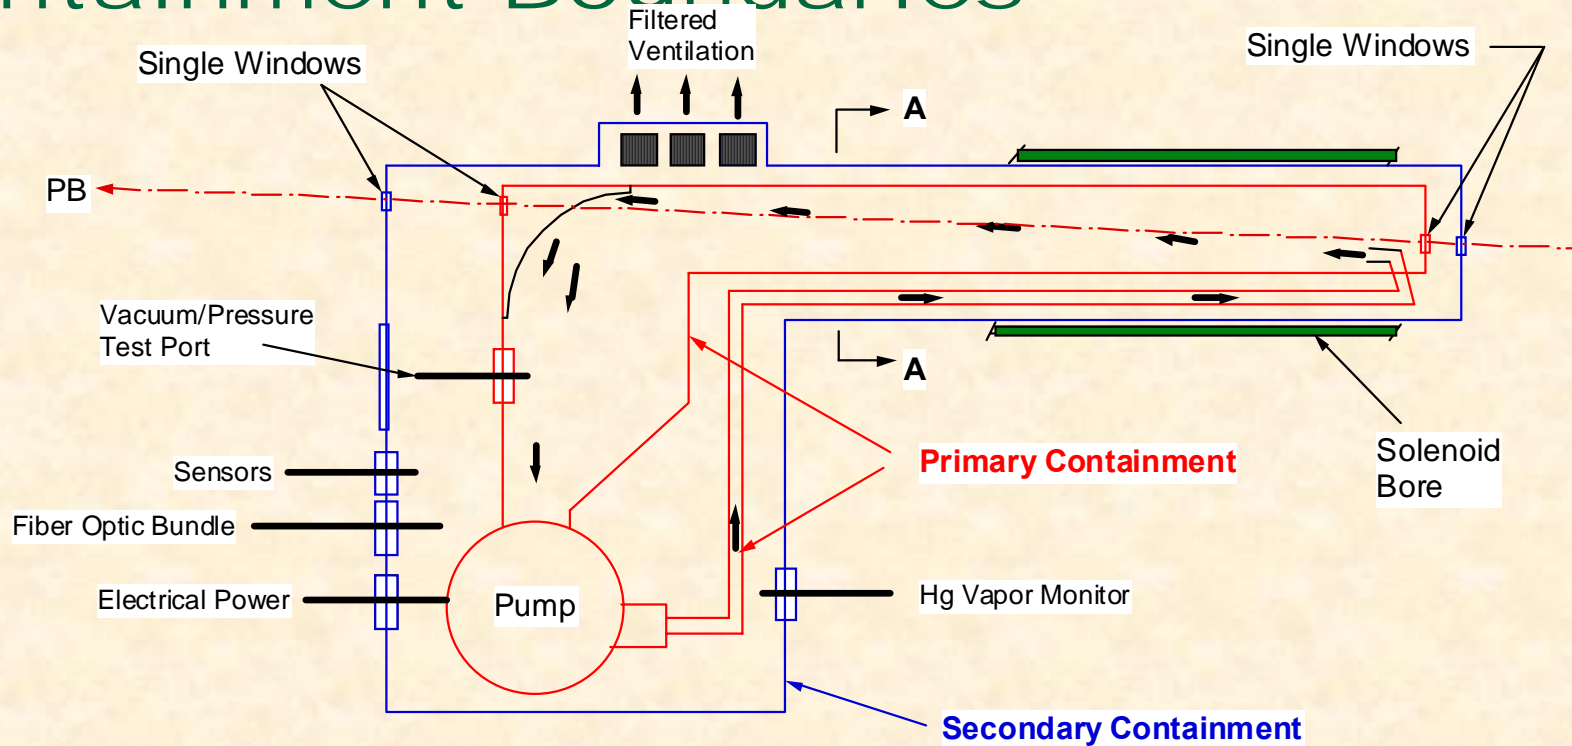 Filtered
Ventilation
Single Windows
Single Windows
A
PB
Vacuum/Pressure
Test Port
A
Sensors
Primary Containment
Solenoid
Bore
Fiber Optic Bundle
Electrical Power
Pump
Hg Vapor Monitor
Secondary Containment